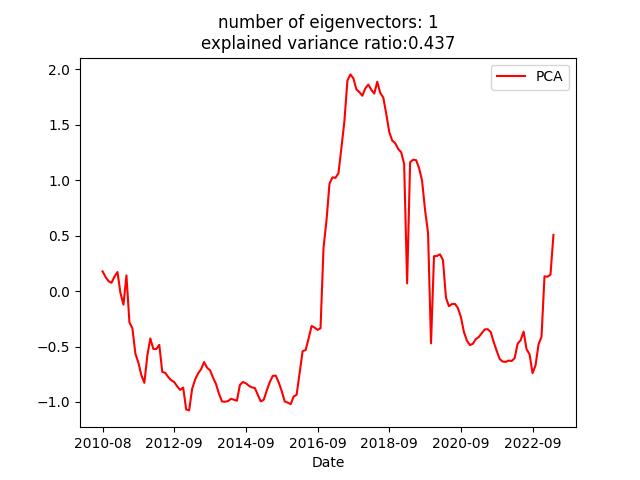 number of eigenvectors: 1
explained variance ratio:0.437
PCA
2.0
1.5
1.0
0.5
0.0
−0.5
−1.0
2010-08 2012-09 2014-09 2016-09 2018-09 2020-09 2022-09
Date